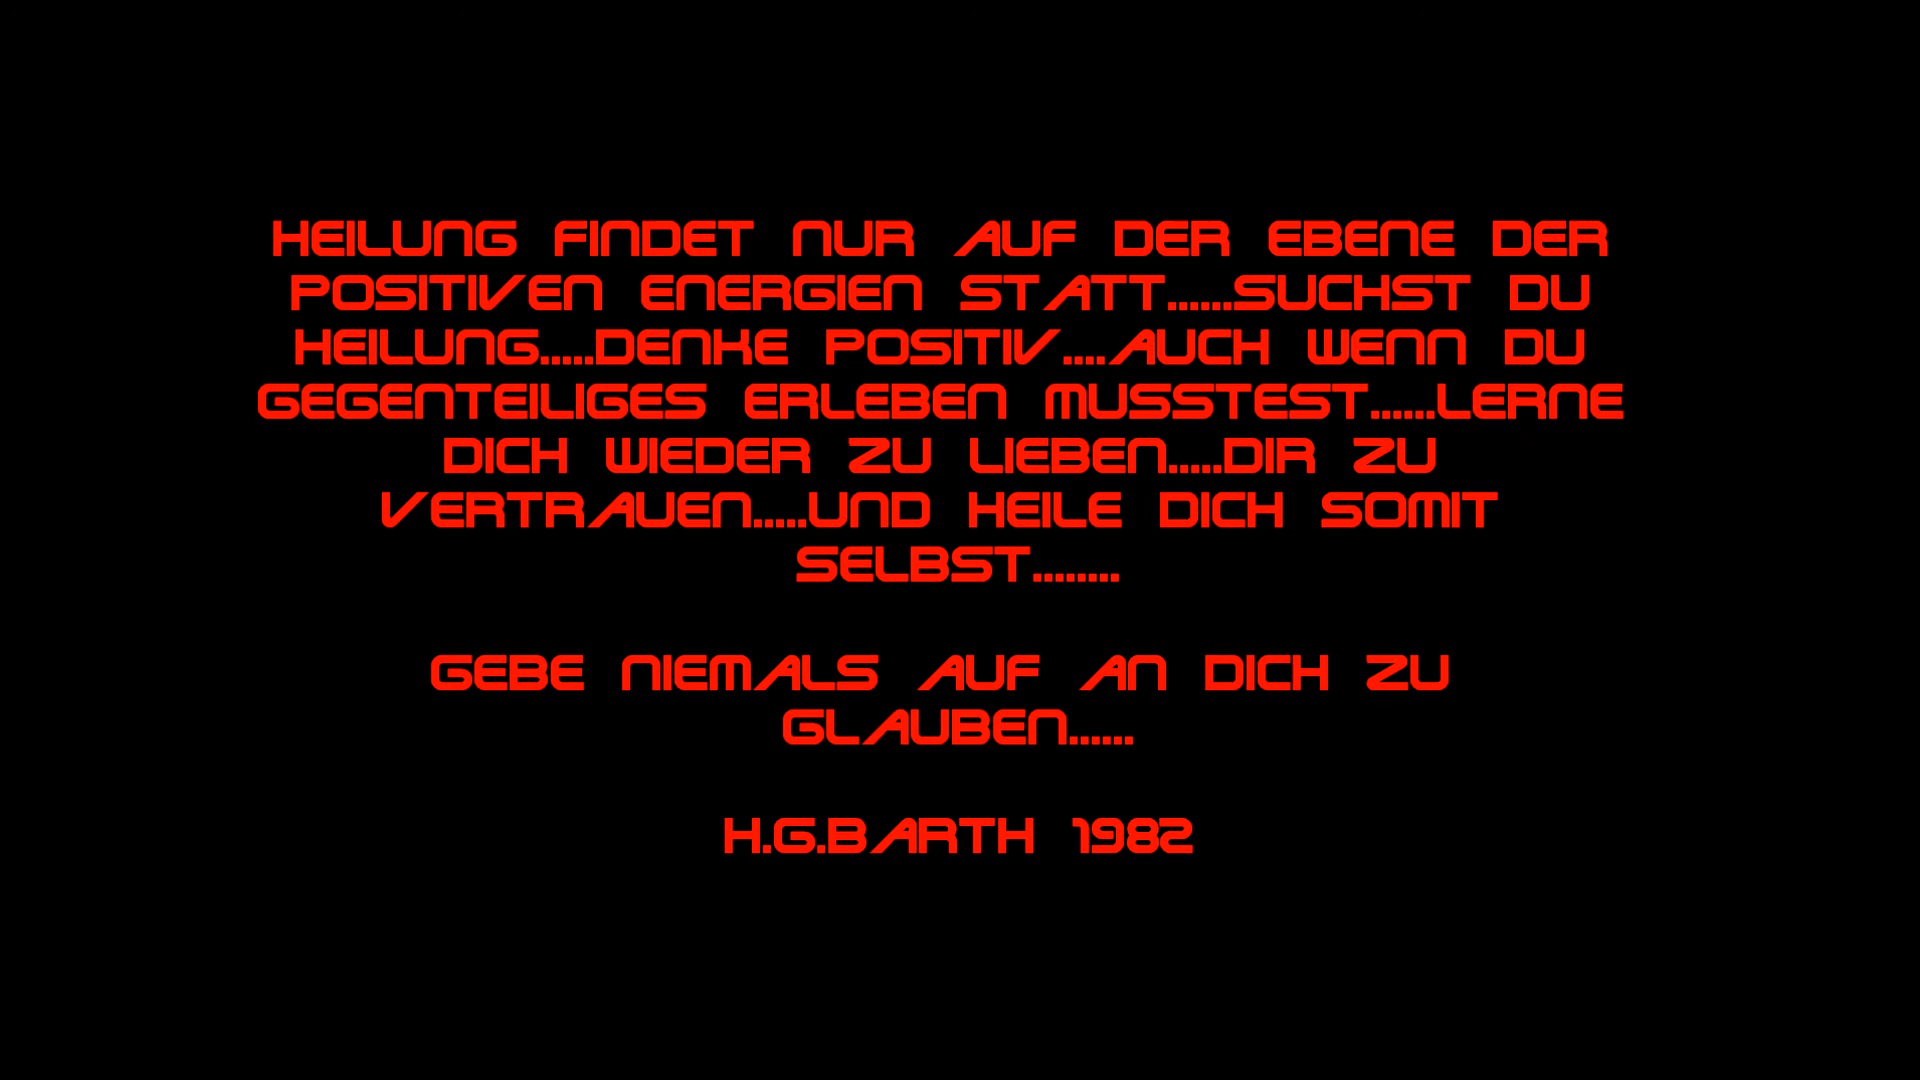 HEILUNG FINDET NUR AUF DER EBENE DER
POSITIVEN ENERGIEN STATT......SUCHST DU
HEILUNG.....DENKE POSITIV....AUCH WENN DU
GEGENTEILIGES ERLEBEN MUSSTEST......LERNE
DICH WIEDER ZU LIEBEN.....DIR ZU
VERTRAUEN.....UND HEILE DICH SOMIT
SELBST........
GEBE NIEMALS AUF AN DICH ZU
GLAUBEN......
H.G.BARTH 1982